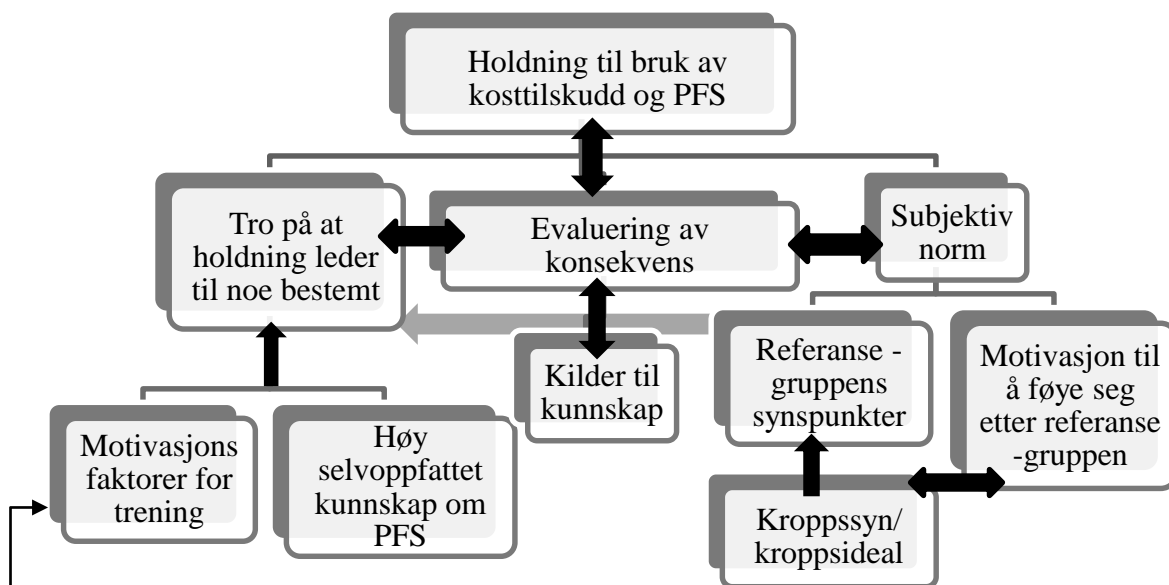 Holdning til bruk av
kosttilskudd og PFS
Tro på at
holdning leder
til noe bestemt
Evaluering av
konsekvens
Subjektiv
norm
Kilder til
kunnskap
Referanse -
gruppens
synspunkter
Motivasjon til
å føye seg
etter referanse
-gruppen
Motivasjons
faktorer for
trening
Høy
selvoppfattet
kunnskap om
PFS
Kroppssyn/
kroppsideal